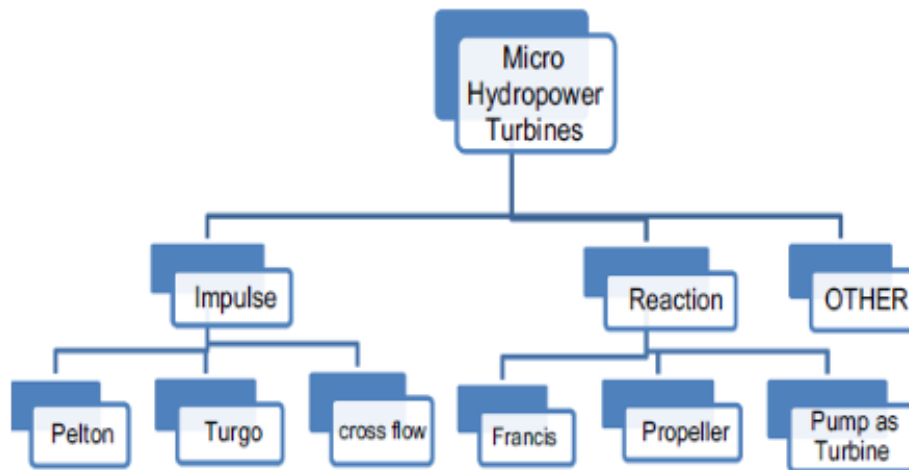 Micro
Hydropower
Turbines
Impulse
Reaction
OTHER
Pelton
Turgo
cross flow
Francis
Propeller
Pump as
Turbine